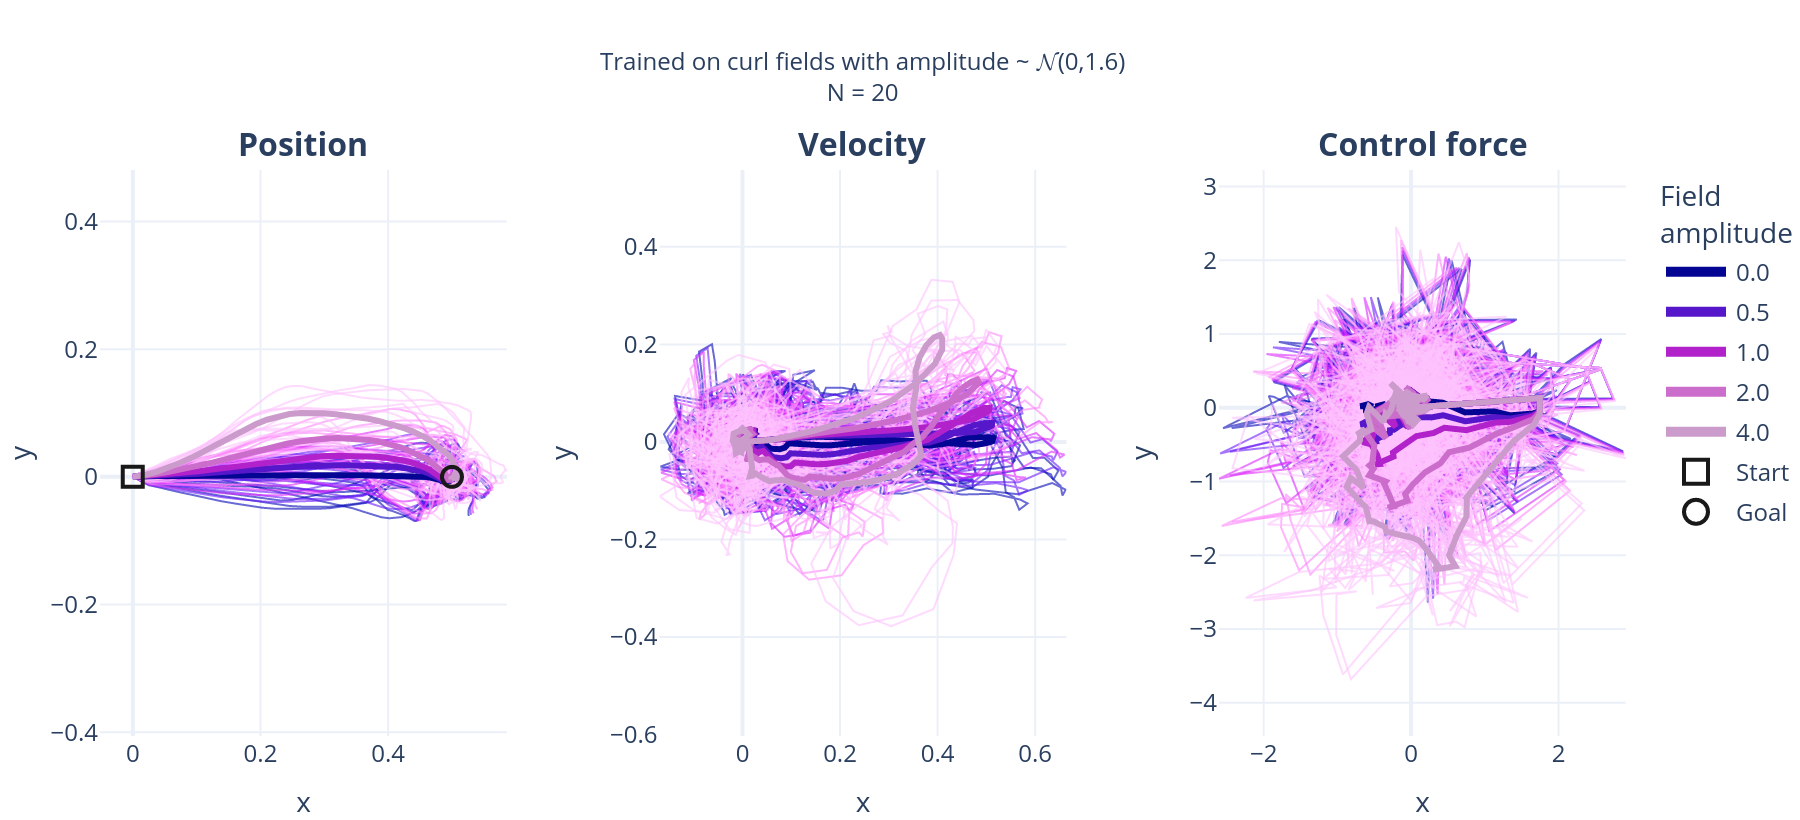 Trained on curl fields with amplitude ~ 𝒩(0,1.6)
N = 20
Position
Velocity
Control force
0.4
0.2
0
−0.2
−0.4
y
0
0.2
0.4
x
0.4
0.2
0
−0.2
−0.4
−0.6
y
0
0.2
0.4
0.6
x
3
2
1
0
−1
−2
−3
−4
y
−2
0
2
x
Field
amplitude
0.0
0.5
1.0
2.0
4.0
Start
Goal